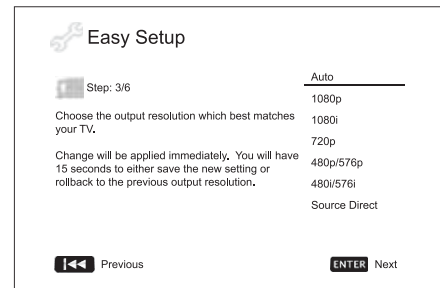 Easy Setup
Step: 3/6
Choose the output resolution which best matches
your TV.
Change will be applied immediately. You will have
15 seconds to either save the new setting or
rollback to the previous output resolution.
Auto
1080p
1080i
720p
480p/576p
480i/576i
Source Direct
Previous
ENTER Next